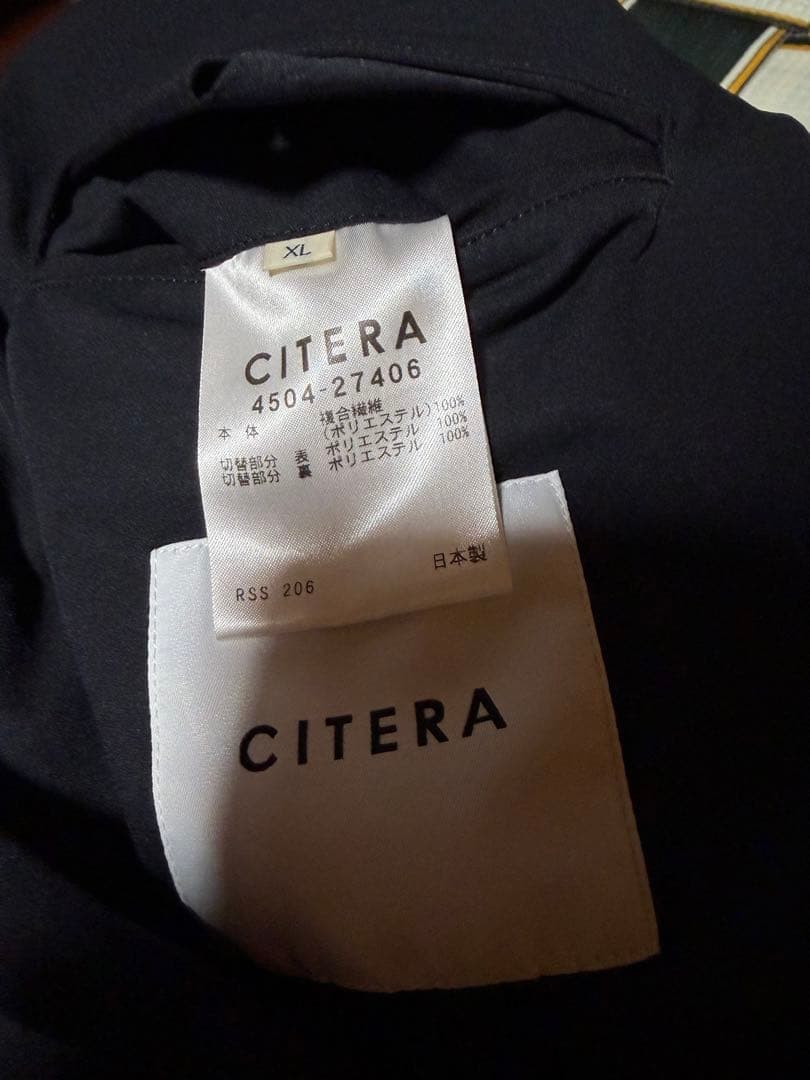 XL
CITERA
4504-27406
本体 複合繊維
(ポリエステル)100%
切替部分 表 ポリエステル 100%
切替部分 裏 ポリエステル 100%
日本製
RSS 206
CITERA